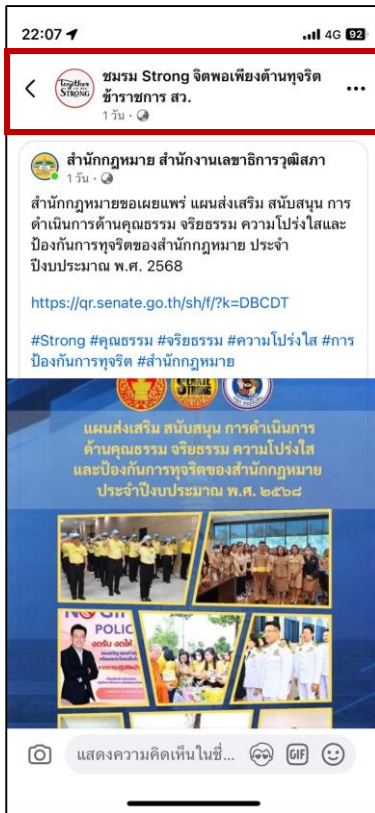 22:07
4G 92
Together STRONG
ชมรม Strong จิตพอเพียงต้านทุจริต
ข้าราชการ สว.
1 วัน ·
สำนักกฎหมาย สำนักงานเลขาธิการวุฒิสภา
1 วัน ·
สำนักกฎหมายขอเผยแพร่ แผนส่งเสริม สนับสนุน การ
ดำเนินการด้านคุณธรรม จริยธรรม ความโปร่งใสและ
ป้องกันการทุจริตของสำนักกฎหมาย ประจำ
ปีงบประมาณ พ.ศ. 2568
https://qr.senate.go.th/sh/f/?k=DBCDT
#Strong #คุณธรรม #จริยธรรม #ความโปร่งใส #การ
ป้องกันการทุจริต #สำนักกฎหมาย
STRONG
แผนส่งเสริม สนับสนุน การดำเนินการ
ด้านคุณธรรม จริยธรรม ความโปร่งใส
และป้องกันการทุจริตของสำนักกฎหมาย
ประจำปีงบประมาณ พ.ศ. ๒๕๖๘
POLIC
งดรับ งดให้
แสดงความคิดเห็นในชื่...
GIF